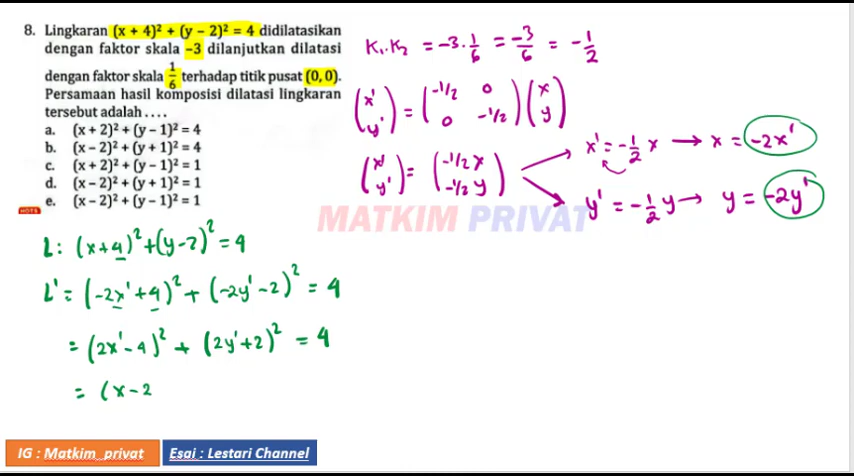 8. Lingkaran (x + 4)² + (y − 2)² = 4 didilatasikan
dengan faktor skala −3 dilanjutkan dilatasi
dengan faktor skala 1/6 terhadap titik pusat (0, 0).
Persamaan hasil komposisi dilatasi lingkaran
tersebut adalah . . . .
a. (x + 2)² + (y − 1)² = 4
b. (x − 2)² + (y + 1)² = 4
c. (x + 2)² + (y − 1)² = 1
d. (x − 2)² + (y + 1)² = 1
e. (x − 2)² + (y − 1)² = 1
HOTS
K₁.K₂ = −3 . 1/6 = −3/6 = −1/2
(x' y') = (−1/2 0 0 −1/2) (x y)
(x' y') = (−1/2 x −1/2 y)
x' = −1/2 x → x = −2x'
y' = −1/2 y → y = −2y'
MATKIM PRIVAT
L : (x+4)² + (y−2)² = 4
L' = (−2x'+4)² + (−2y'−2)² = 4
= (2x'−4)² + (2y'+2)² = 4
= (x−2
IG : Matkim_privat
Esai : Lestari Channel